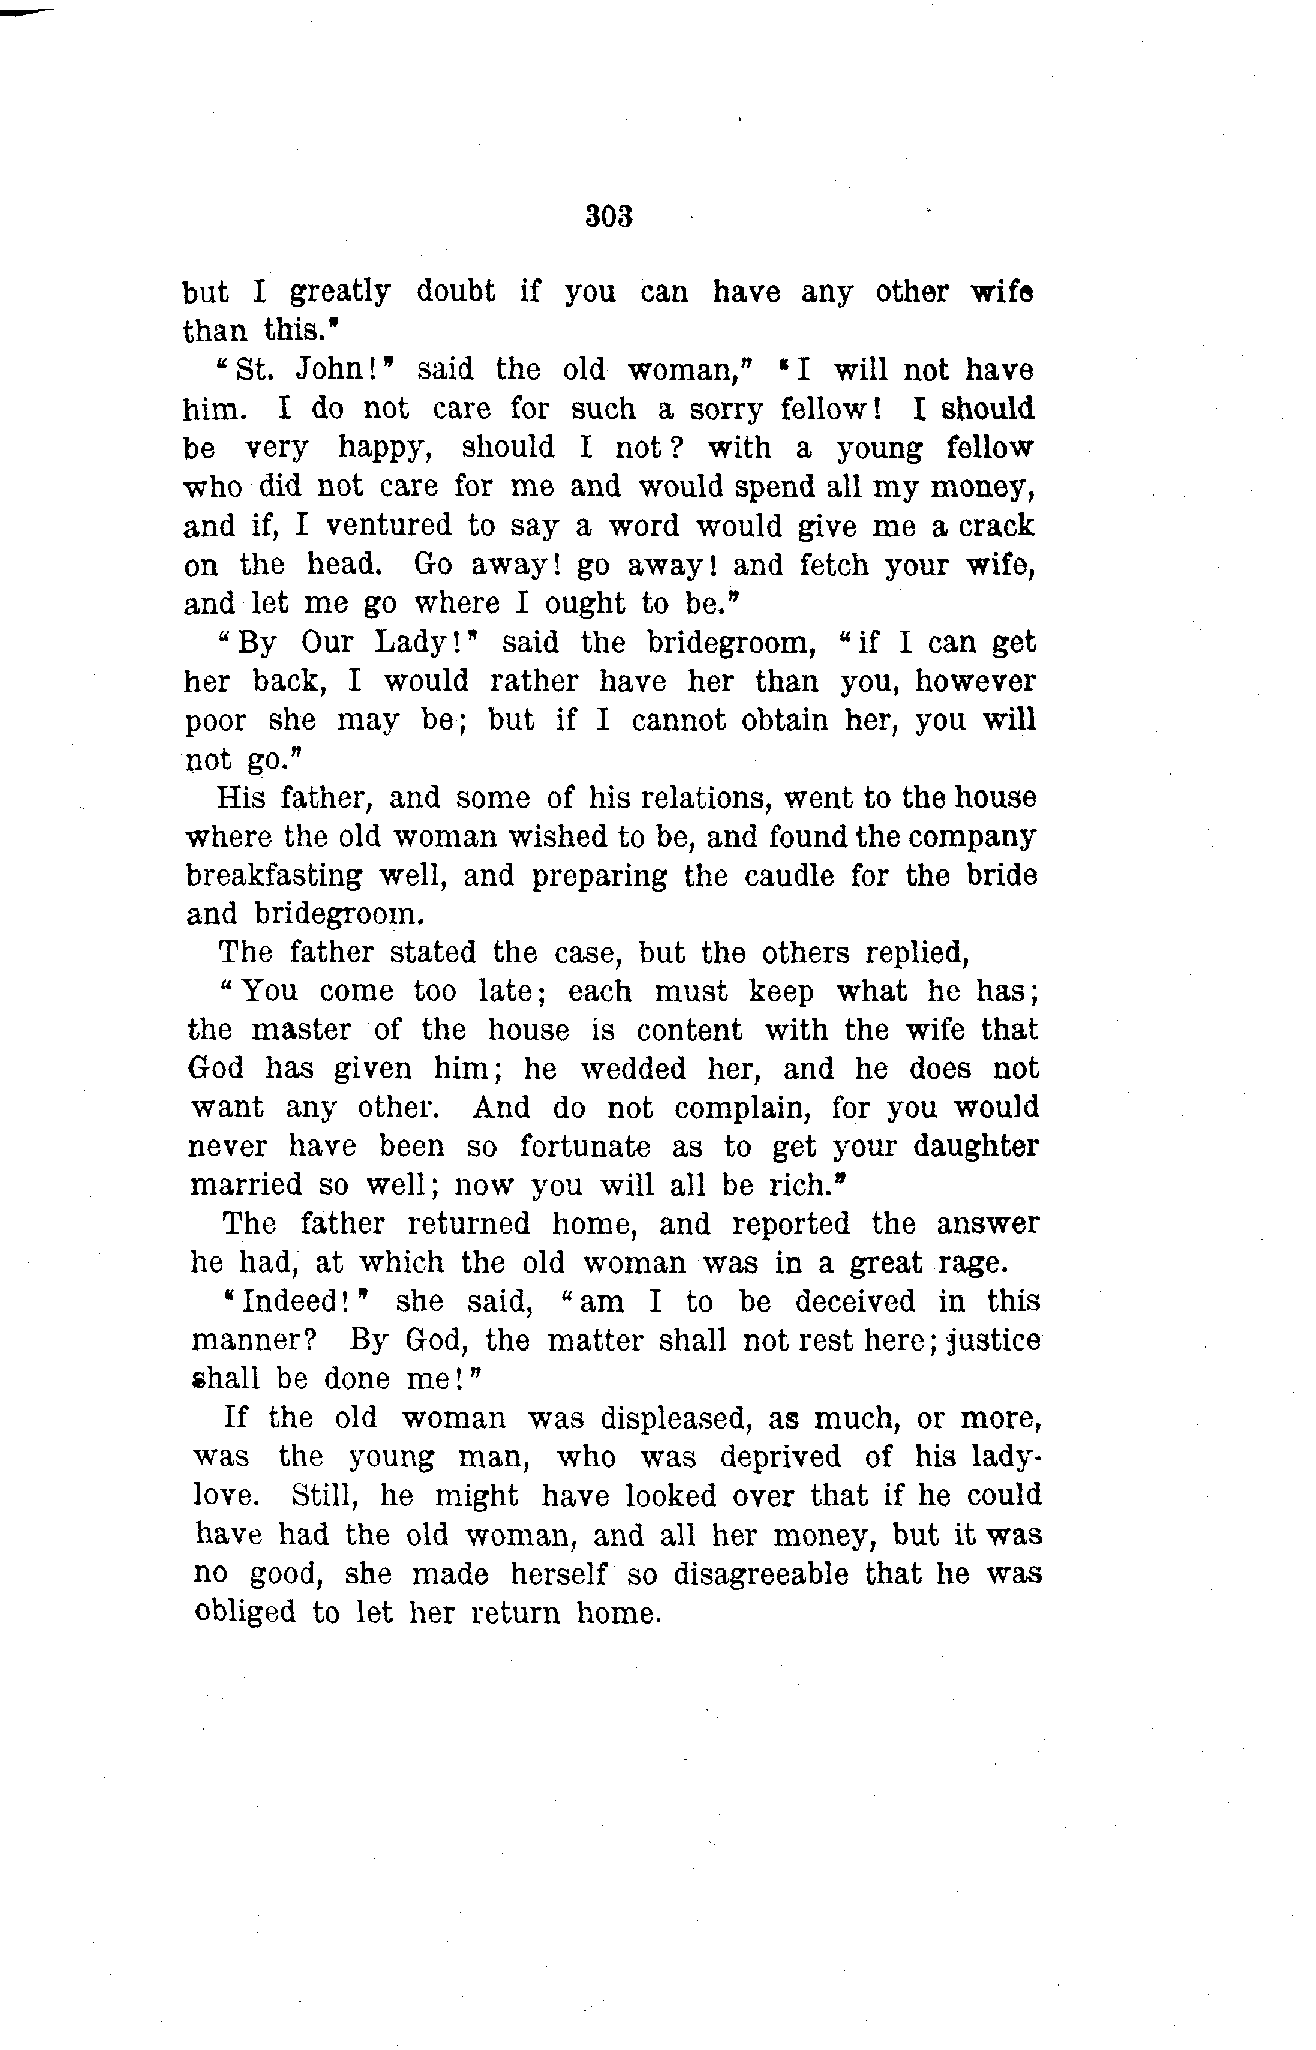 303
but I greatly doubt if you can have any other wife
than this."
"St. John!" said the old woman," "I will not have
him. I do not care for such a sorry fellow! I should
be very happy, should I not? with a young fellow
who did not care for me and would spend all my money,
and if, I ventured to say a word would give me a crack
on the head. Go away! go away! and fetch your wife,
and let me go where I ought to be."
"By Our Lady!" said the bridegroom, "if I can get
her back, I would rather have her than you, however
poor she may be; but if I cannot obtain her, you will
not go."
His father, and some of his relations, went to the house
where the old woman wished to be, and found the company
breakfasting well, and preparing the caudle for the bride
and bridegroom.
The father stated the case, but the others replied,
"You come too late; each must keep what he has;
the master of the house is content with the wife that
God has given him; he wedded her, and he does not
want any other. And do not complain, for you would
never have been so fortunate as to get your daughter
married so well; now you will all be rich."
The father returned home, and reported the answer
he had, at which the old woman was in a great rage.
"Indeed!" she said, "am I to be deceived in this
manner? By God, the matter shall not rest here; justice
shall be done me!"
If the old woman was displeased, as much, or more,
was the young man, who was deprived of his lady-
love. Still, he might have looked over that if he could
have had the old woman, and all her money, but it was
no good, she made herself so disagreeable that he was
obliged to let her return home.